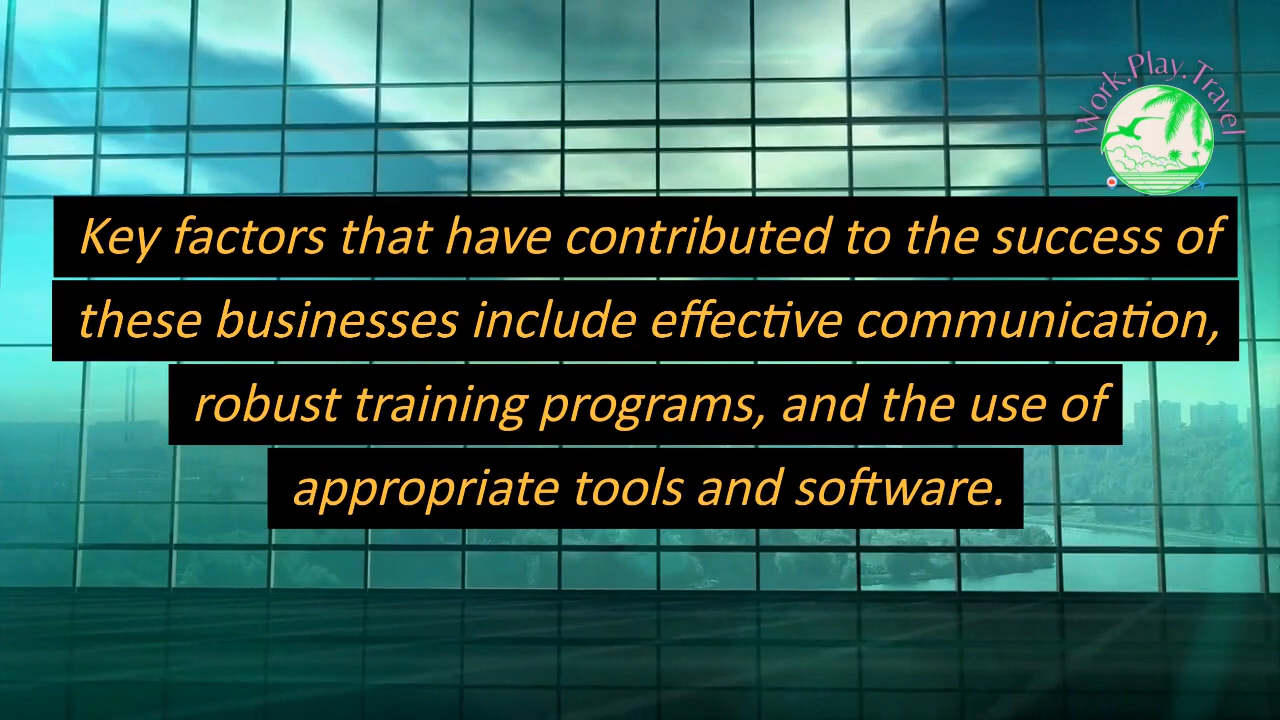 Work.Play.Travel
Key factors that have contributed to the success of
these businesses include effective communication,
robust training programs, and the use of
appropriate tools and software.